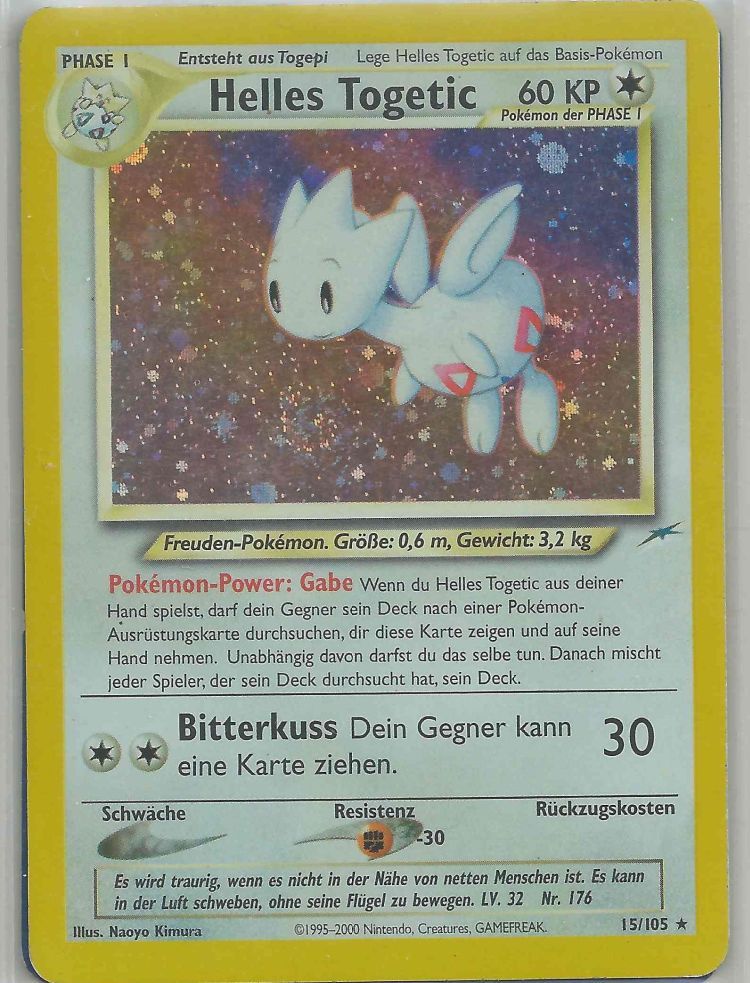 PHASE 1
Entsteht aus Togepi
Lege Helles Togetic auf das Basis-Pokémon
Helles Togetic
60 KP
Pokémon der PHASE 1
Freuden-Pokémon. Größe: 0,6 m, Gewicht: 3,2 kg
Pokémon-Power: Gabe Wenn du Helles Togetic aus deiner
Hand spielst, darf dein Gegner sein Deck nach einer Pokémon-
Ausrüstungskarte durchsuchen, dir diese Karte zeigen und auf seine
Hand nehmen. Unabhängig davon darfst du das selbe tun. Danach mischt
jeder Spieler, der sein Deck durchsucht hat, sein Deck.
Bitterkuss Dein Gegner kann
eine Karte ziehen.
30
Schwäche
Resistenz
Rückzugskosten
-30
Es wird traurig, wenn es nicht in der Nähe von netten Menschen ist. Es kann
in der Luft schweben, ohne seine Flügel zu bewegen. LV. 32 Nr. 176
Illus. Naoyo Kimura
©1995-2000 Nintendo, Creatures, GAMEFREAK.
15/105 ★